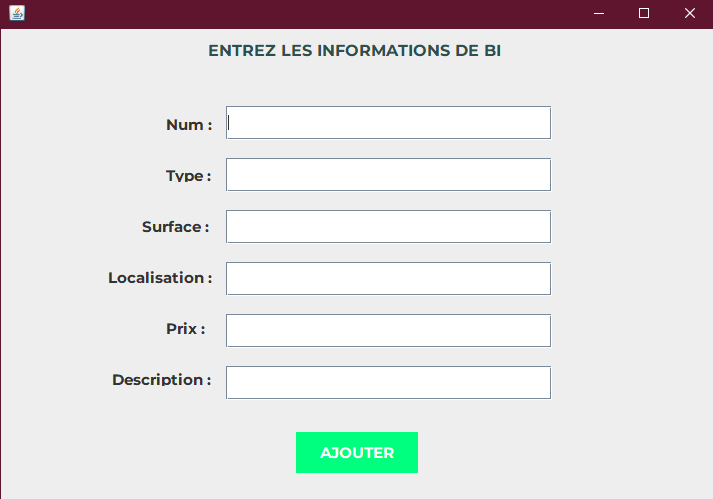 ENTREZ LES INFORMATIONS DE BI
Num :
Type :
Surface :
Localisation :
Prix :
Description :
AJOUTER